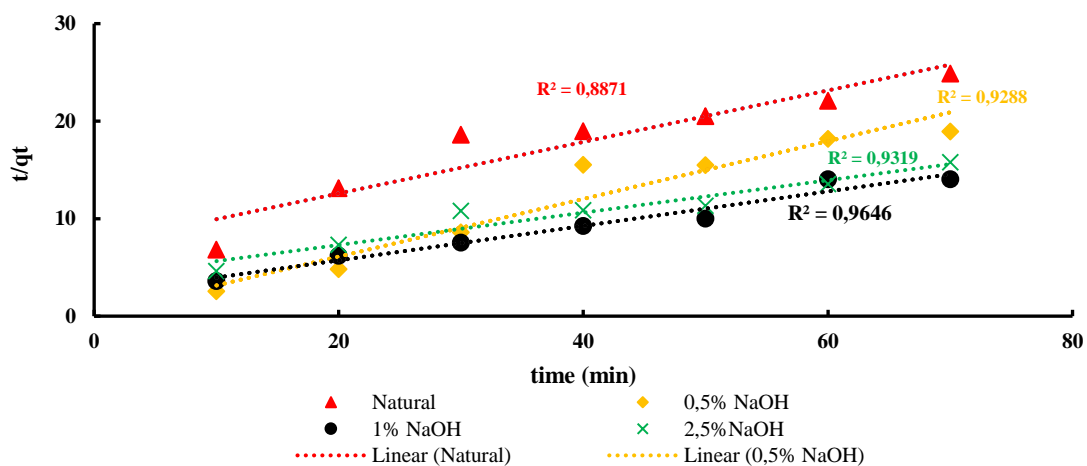 30
20
10
0
t/qt
R² = 0,8871
R² = 0,9288
R² = 0,9319
R² = 0,9646
0 20 40 60 80
time (min)
Natural 0,5% NaOH
1% NaOH 2,5%NaOH
Linear (Natural) Linear (0,5% NaOH)